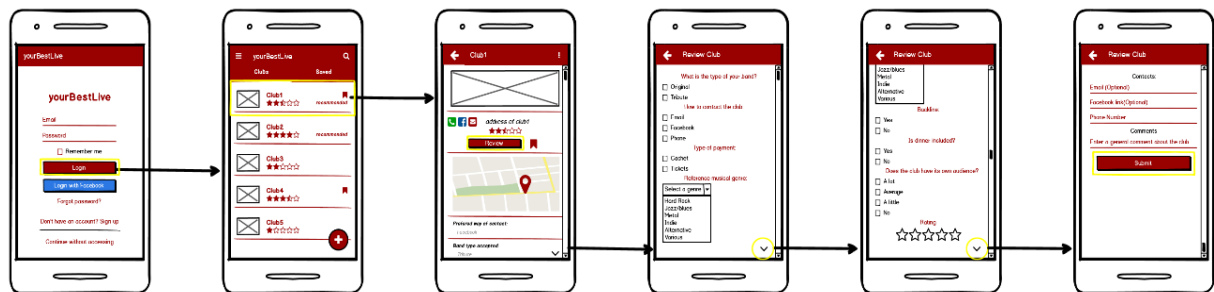 yourBestLive
yourBestLive
Email
Password
Remember me
Login
Login with Facebook
Forgot password?
Don't have an account? Sign up
Continue without accessing
yourBestLive
Clubs
Saved
Club1
recommended
Club2
recommended
Club3
Club4
Club5
Club1
address of club1
Review
Prefered way of contact:
Facebook
Band type accepted
Review Club
What is the type of your band?
Original
Tribute
How to contact the club
Email
Facebook
Phone
Type of payment:
Cachet
Tickets
Reference musical genre:
Select a genre
Hard Rock
Jazz/blues
Metal
Indie
Alternative
Various
Review Club
Jazz/blues
Metal
Indie
Alternative
Various
Backline:
Yes
No
Is dinner included?
Yes
No
Does the club have its own audience?
A lot
Average
A little
No
Rating
Review Club
Contacts:
Email (Optional)
Facebook link(Optional)
Phone Number
Comments
Enter a general comment about the club
Submit